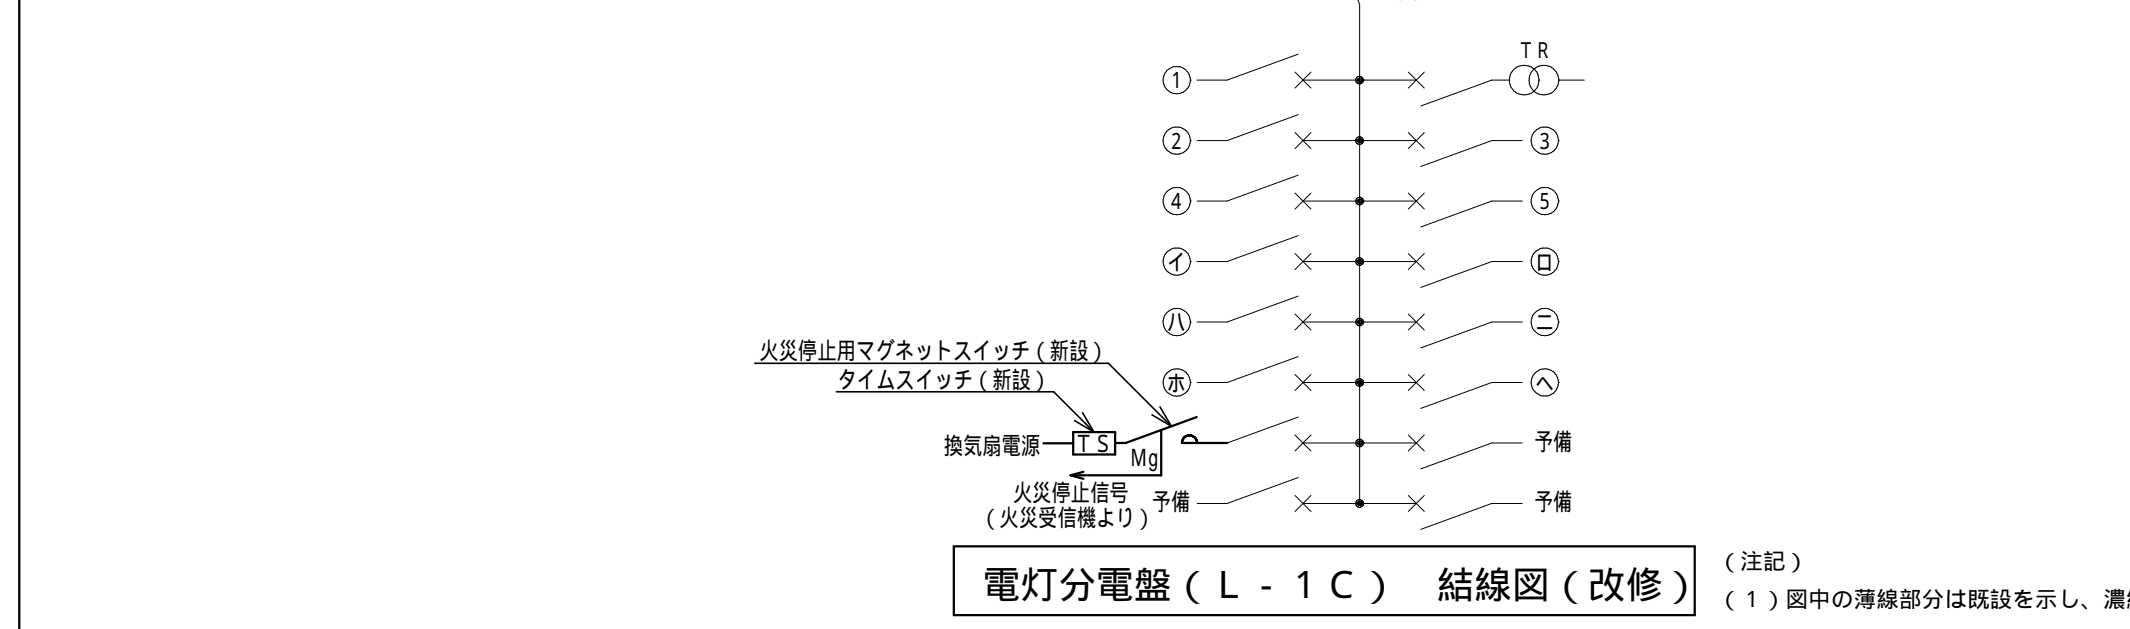 TR
①
②
③
④
⑤
イ
ロ
ハ
ニ
火災停止用マグネットスイッチ(新設)
タイムスイッチ(新設)
ホ
ヘ
換気扇電源
TS
Mg
予備
火災停止信号
(火災受信機より)
予備
予備
電灯分電盤(L-1C) 結線図(改修)
(注記)
(1)図中の薄線部分は既設を示し、濃